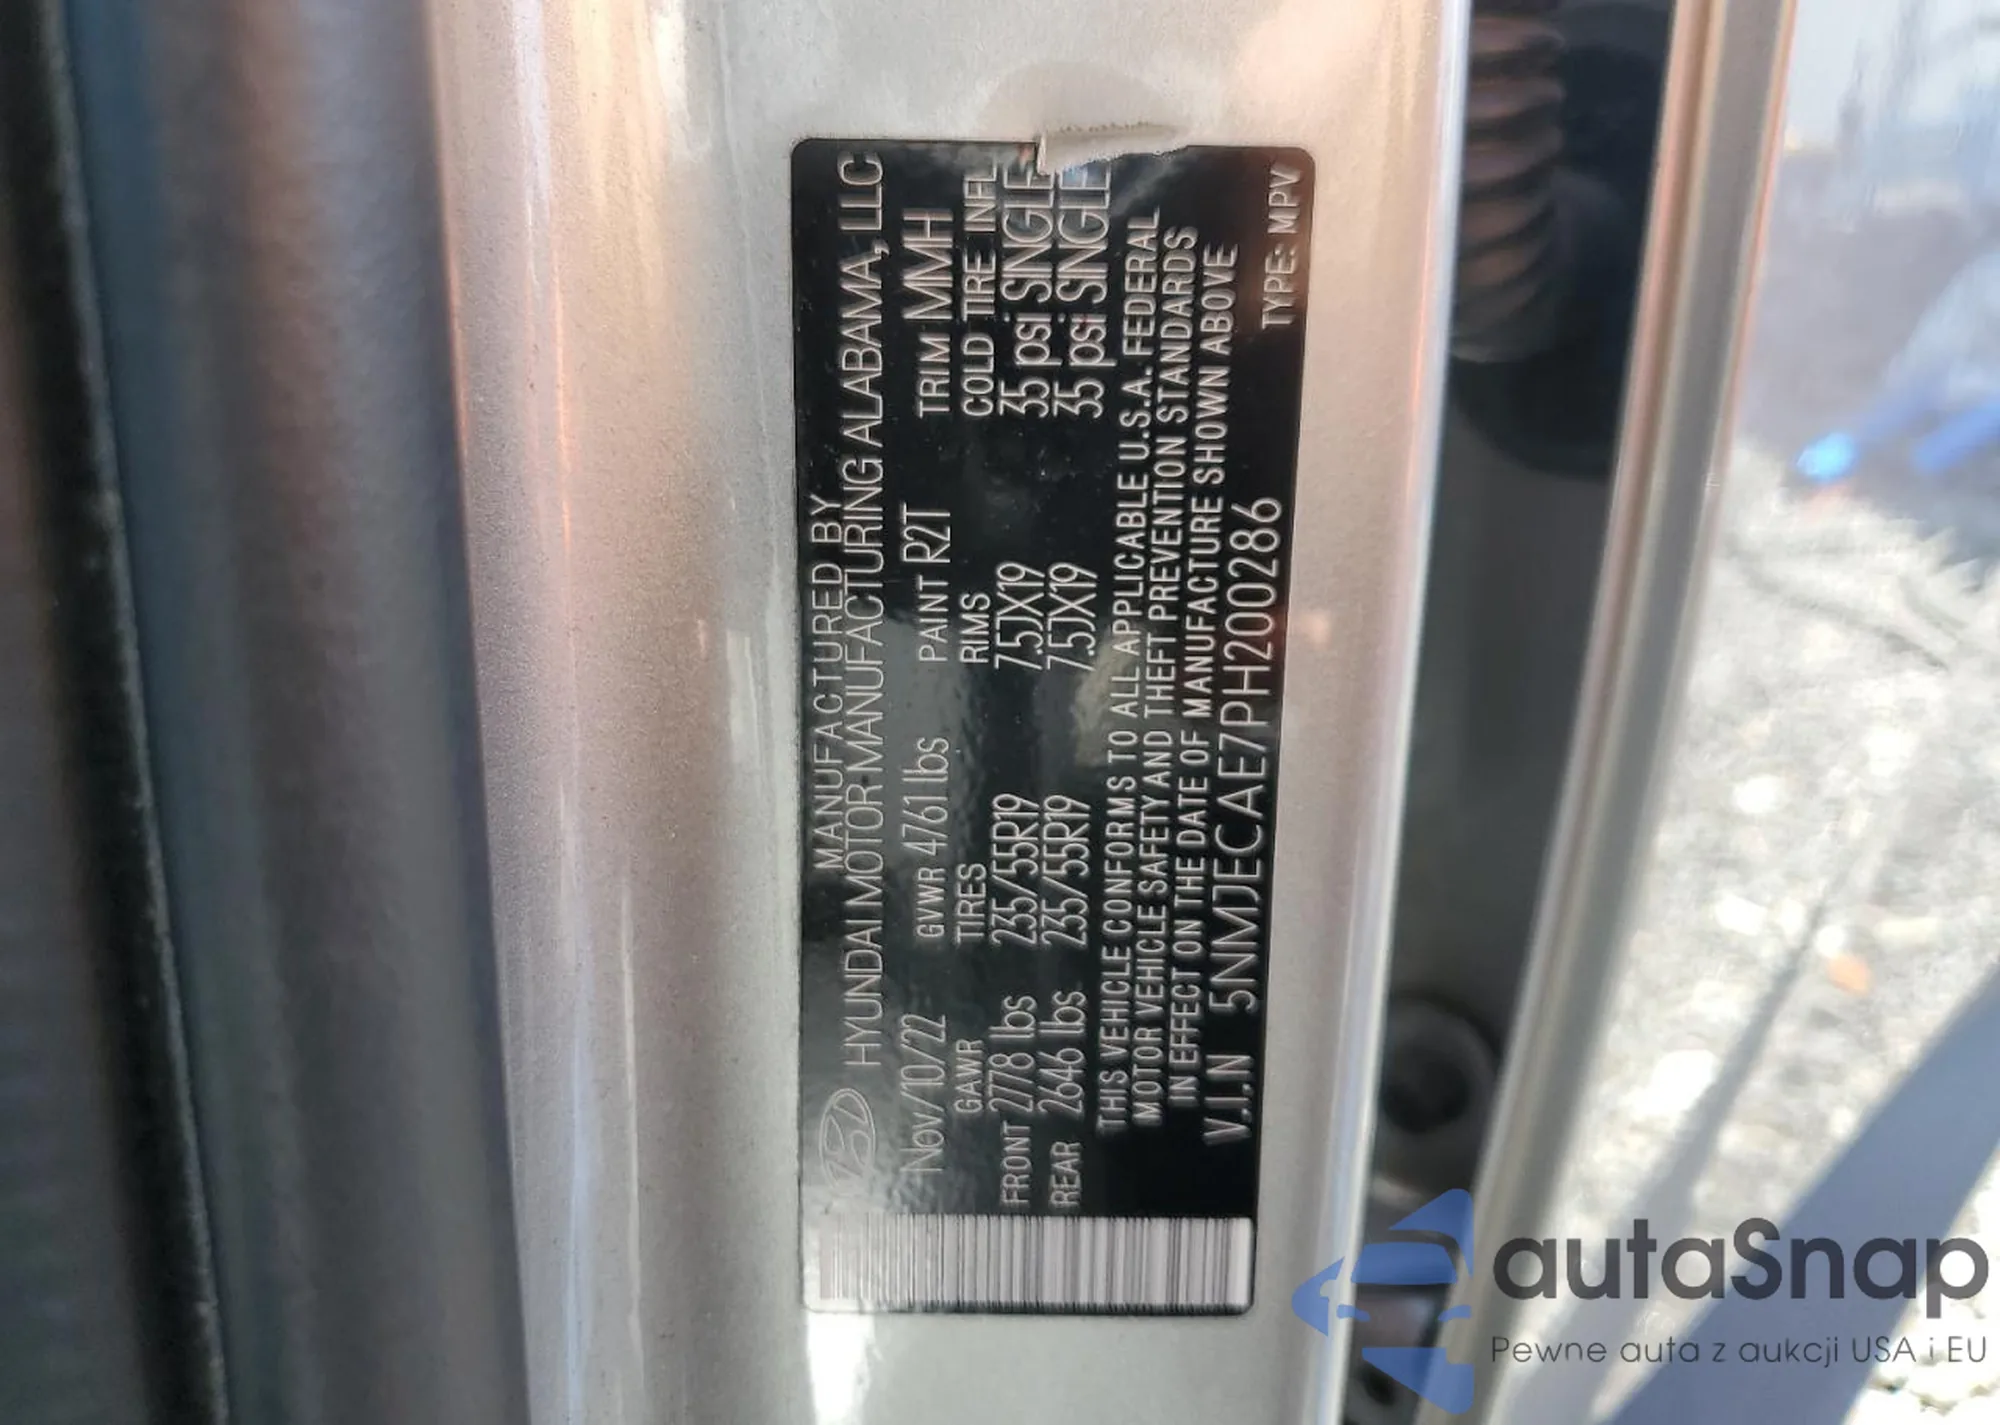 MANUFACTURED BY
HYUNDAI MOTOR MANUFACTURING ALABAMA, LLC
Nov/10/22 GVWR 4761 lbs PAINT R2T TRIM MMH
GAWR TIRES RIMS COLD TIRE INFL
FRONT 2778 lbs 235/55R19 7.5JX19 35 psi SINGLE
REAR 2646 lbs 235/55R19 7.5JX19 35 psi SINGLE
THIS VEHICLE CONFORMS TO ALL APPLICABLE U.S.A. FEDERAL
MOTOR VEHICLE SAFETY AND THEFT PREVENTION STANDARDS
IN EFFECT ON THE DATE OF MANUFACTURE SHOWN ABOVE
V.I.N 5NMJECAE7PH200286 TYPE: MPV
autaSnap
Pewne auta z aukcji USA i EU